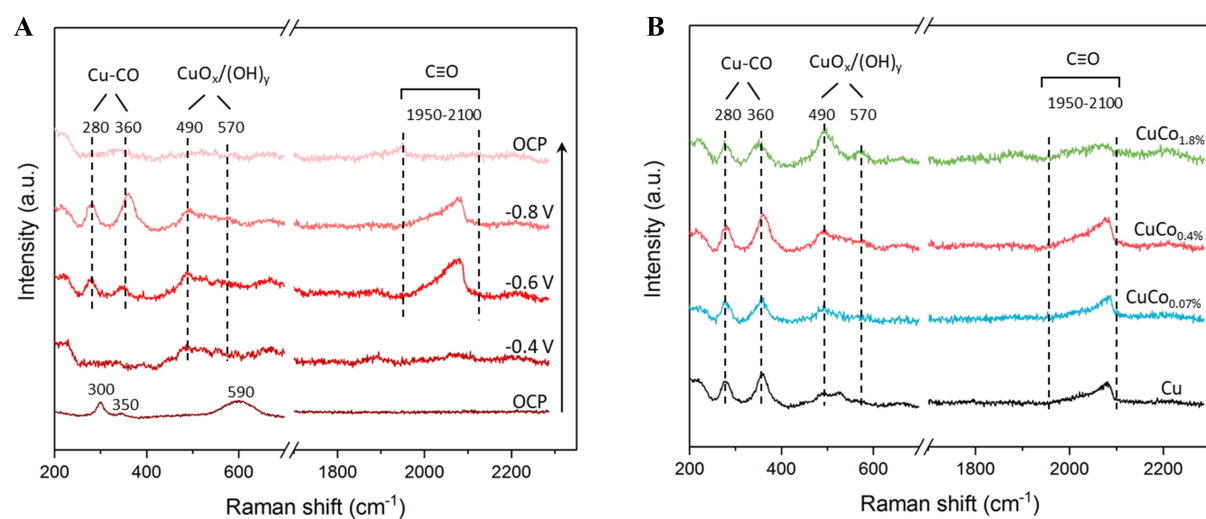 A
Cu-CO
CuOx/(OH)y
C≡O
280 360
490
570
1950-2100
OCP
-0.8 V
-0.6 V
-0.4 V
300
350
590
OCP
Intensity (a.u.)
200
400
600
2000
2200
Raman shift (cm-1)
B
Cu-CO
CuOx/(OH)y
C≡O
280
360
490
570
1950-2100
CuCo1.8%
CuCo0.4%
CuCo0.07%
Cu
Intensity (a.u.)
200
400
600
1800
2000
2200
Raman shift (cm-1)